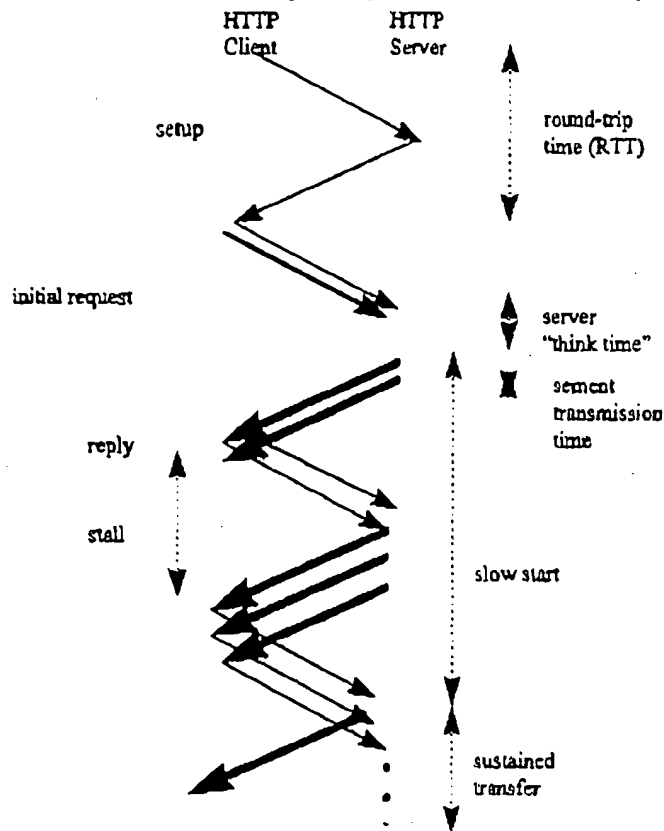 HTTP
Client
HTTP
Server
setup
round-trip
time (RTT)
initial request
server
"think time"
sement
transmission
time
reply
stall
slow start
sustained
transfer